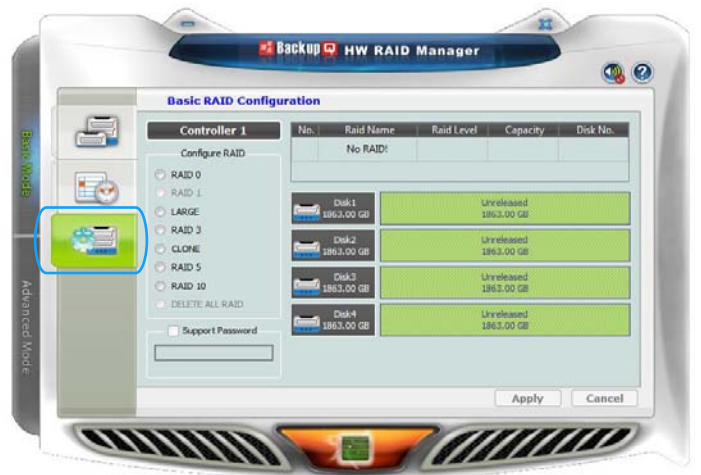 Backup Q HW RAID Manager
Basic Mode
Advanced Mode
Basic RAID Configuration
Controller 1
Configure RAID
RAID 0
RAID 1
LARGE
RAID 3
CLONE
RAID 5
RAID 10
DELETE ALL RAID
Support Password
No. Raid Name Raid Level Capacity Disk No.
No RAID!
Disk1
1863.00 GB
Unreleased
1863.00 GB
Disk2
1863.00 GB
Unreleased
1863.00 GB
Disk3
1863.00 GB
Unreleased
1863.00 GB
Disk4
1863.00 GB
Unreleased
1863.00 GB
Apply Cancel